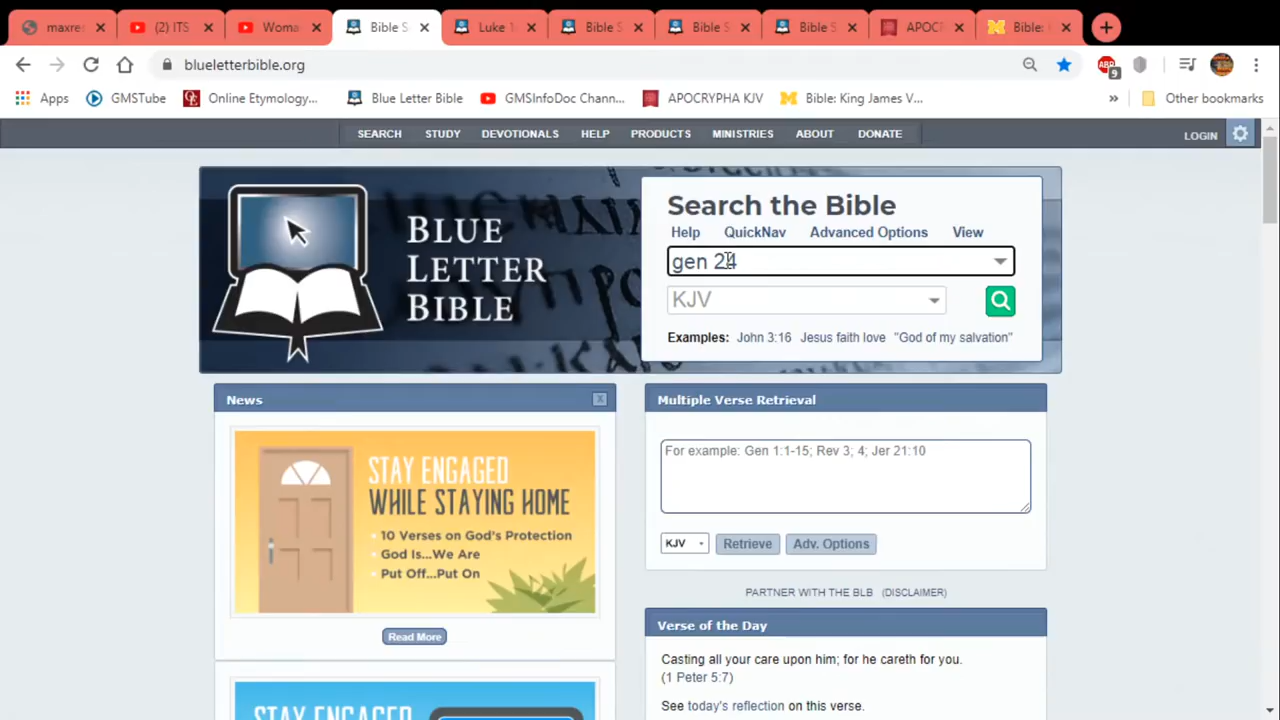 maxres
(2) ITS
Woma
Bible S
Luke 1
Bible S
Bible S
Bible S
APOCR
Bible:
blueletterbible.org
9
Apps
GMSTube
Online Etymology...
Blue Letter Bible
GMSInfoDoc Chann...
APOCRYPHA KJV
Bible: King James V...
Other bookmarks
SEARCH STUDY DEVOTIONALS HELP PRODUCTS MINISTRIES ABOUT DONATE
LOGIN
BLUE
LETTER
BIBLE
Search the Bible
Help QuickNav Advanced Options View
gen 24
KJV
Examples: John 3:16 Jesus faith love "God of my salvation"
News
X
STAY ENGAGED
WHILE STAYING HOME
• 10 Verses on God's Protection
• God Is...We Are
• Put Off...Put On
Read More
STAY ENGAGED
Multiple Verse Retrieval
For example: Gen 1:1-15; Rev 3; 4; Jer 21:10
KJV Retrieve Adv. Options
PARTNER WITH THE BLB (DISCLAIMER)
Verse of the Day
Casting all your care upon him; for he careth for you.
(1 Peter 5:7)
See today's reflection on this verse.